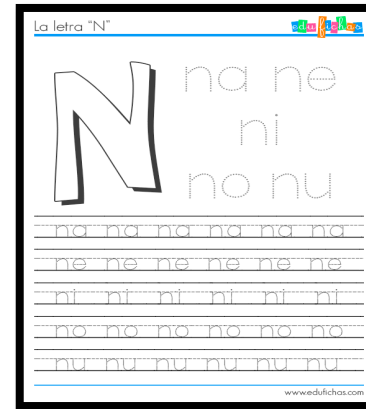 La letra “N” edufichas
N
na ne
ni
no nu
na na na na na na
ne ne ne ne ne ne
ni ni ni ni ni ni
no no no no no no
nu nu nu nu nu nu
www.edufichas.com